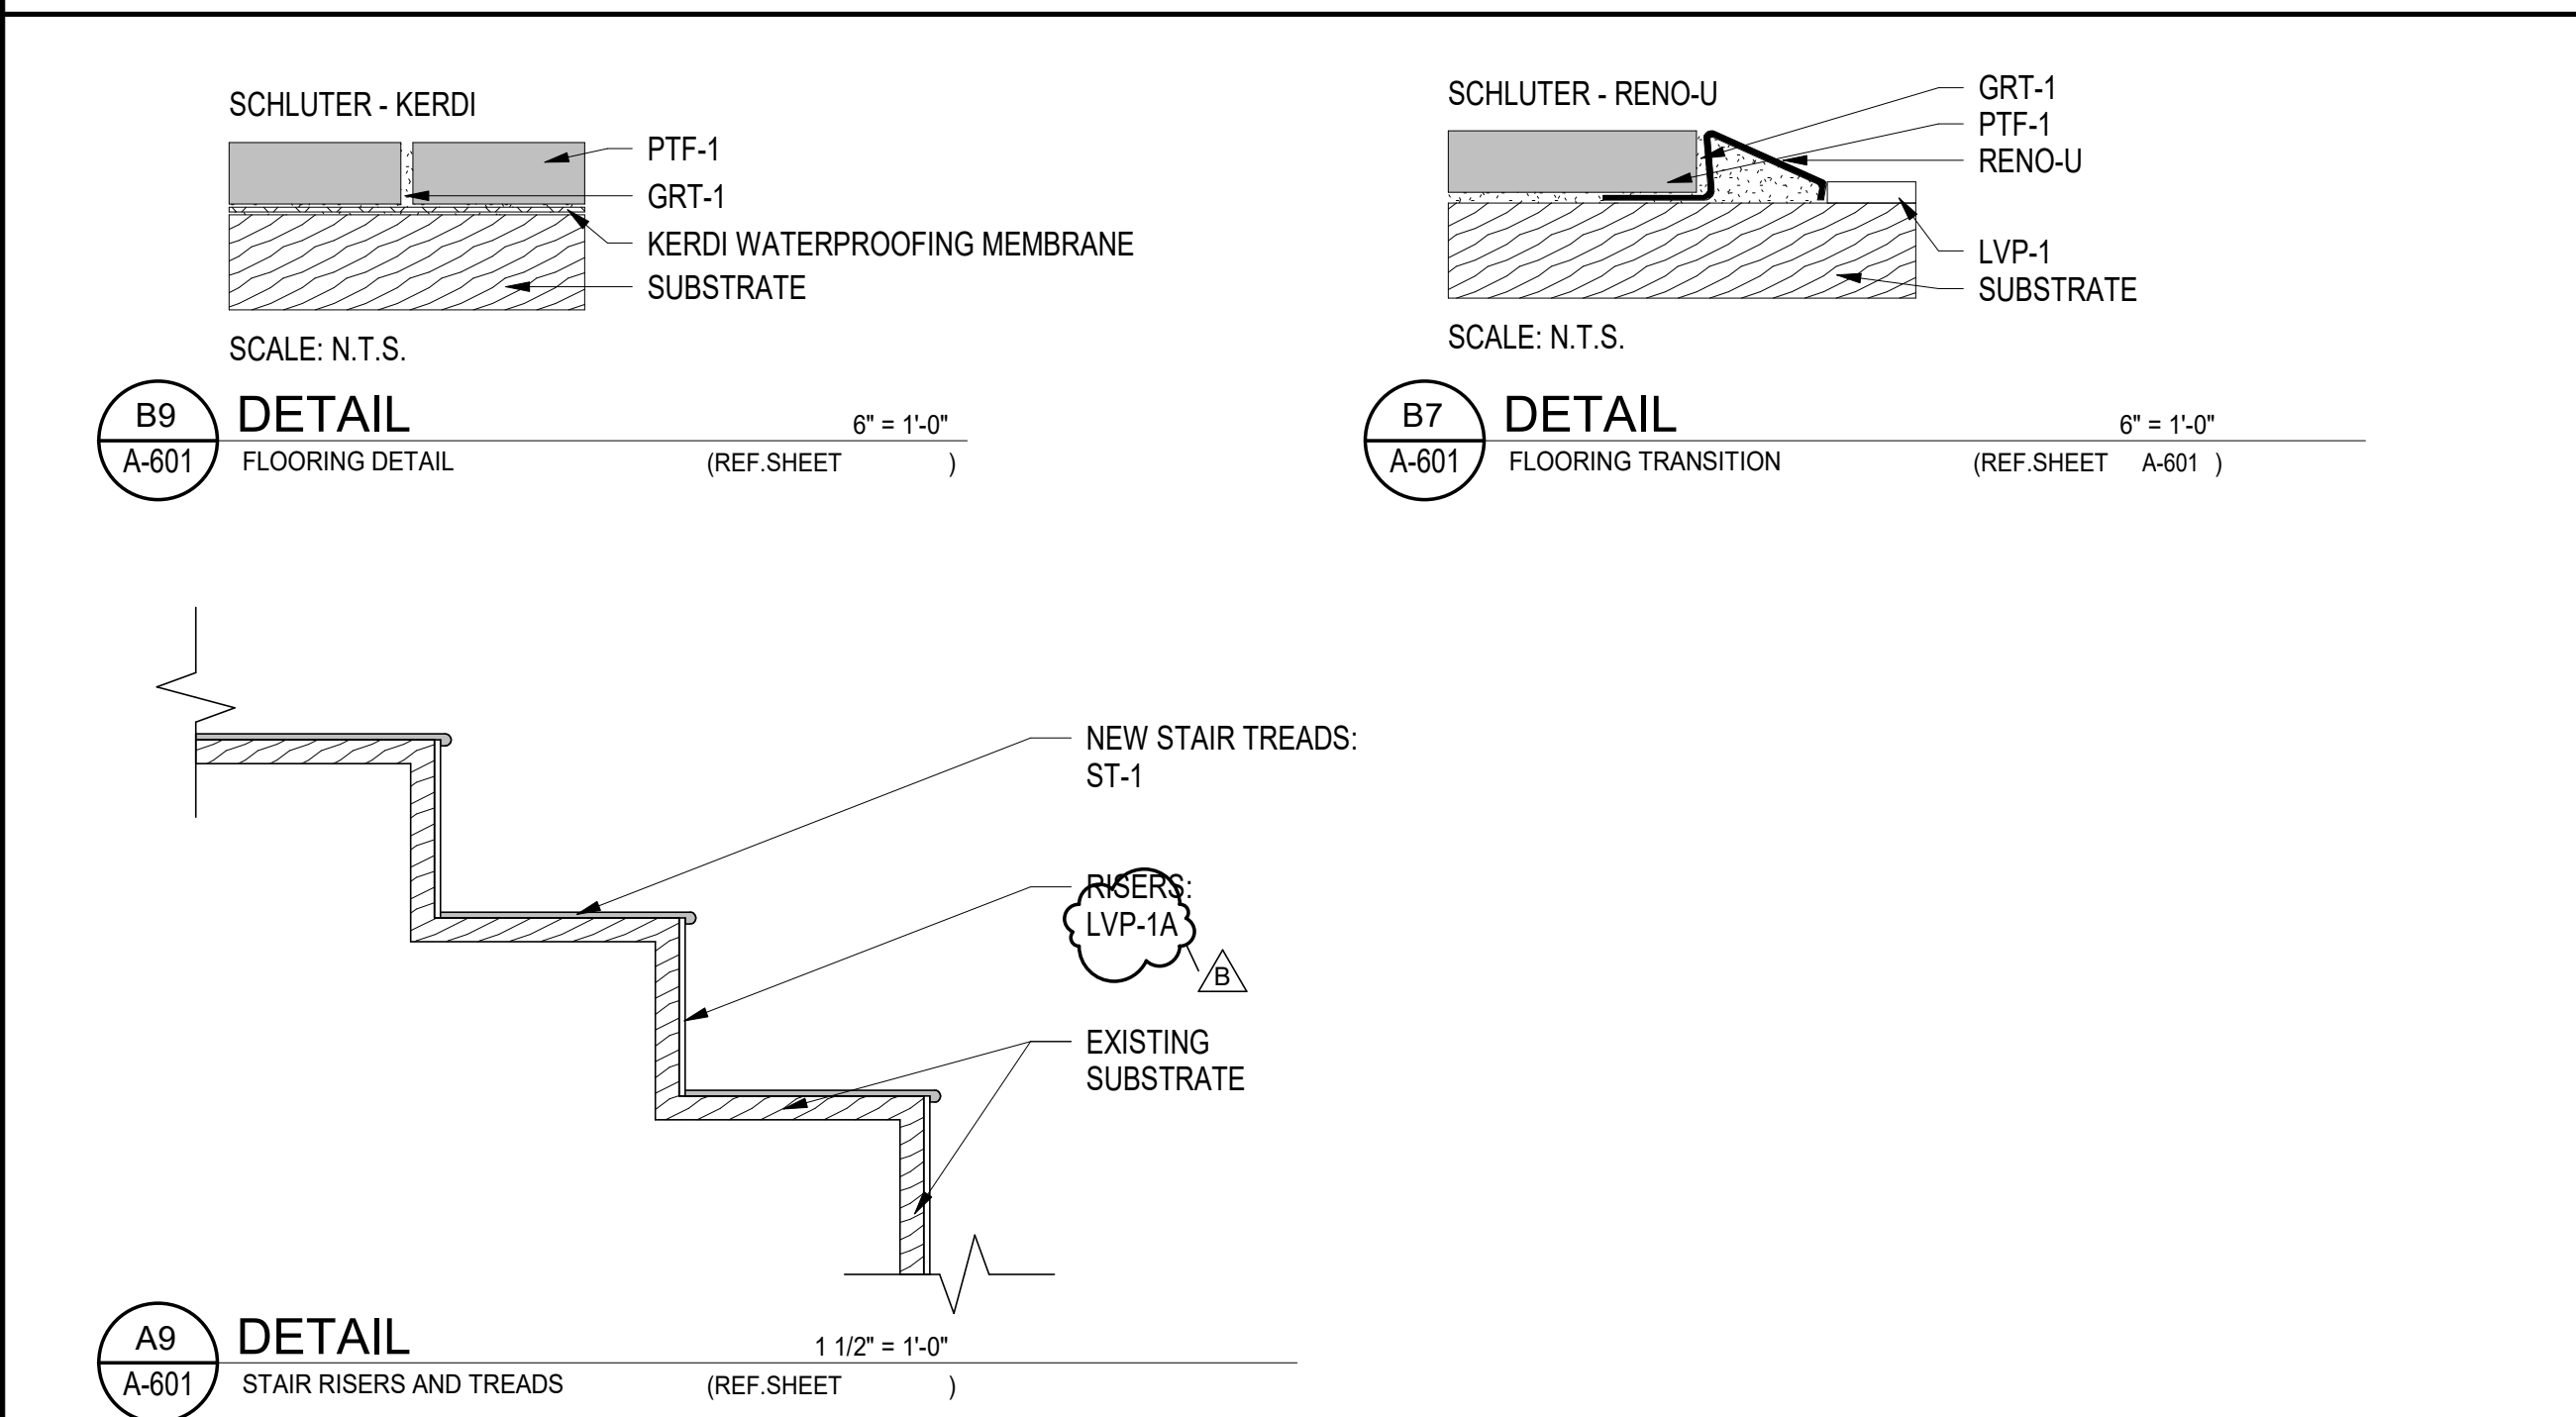 SCHLUTER - KERDI
PTF-1
GRT-1
KERDI WATERPROOFING MEMBRANE
SUBSTRATE
SCALE: N.T.S.
B9
A-601
DETAIL
6" = 1'-0"
FLOORING DETAIL
(REF.SHEET )
SCHLUTER - RENO-U
GRT-1
PTF-1
RENO-U
LVP-1
SUBSTRATE
SCALE: N.T.S.
B7
A-601
DETAIL
6" = 1'-0"
FLOORING TRANSITION
(REF.SHEET A-601 )
NEW STAIR TREADS:
ST-1
RISERS:
LVP-1A
B
EXISTING
SUBSTRATE
A9
A-601
DETAIL
1 1/2" = 1'-0"
STAIR RISERS AND TREADS
(REF.SHEET )